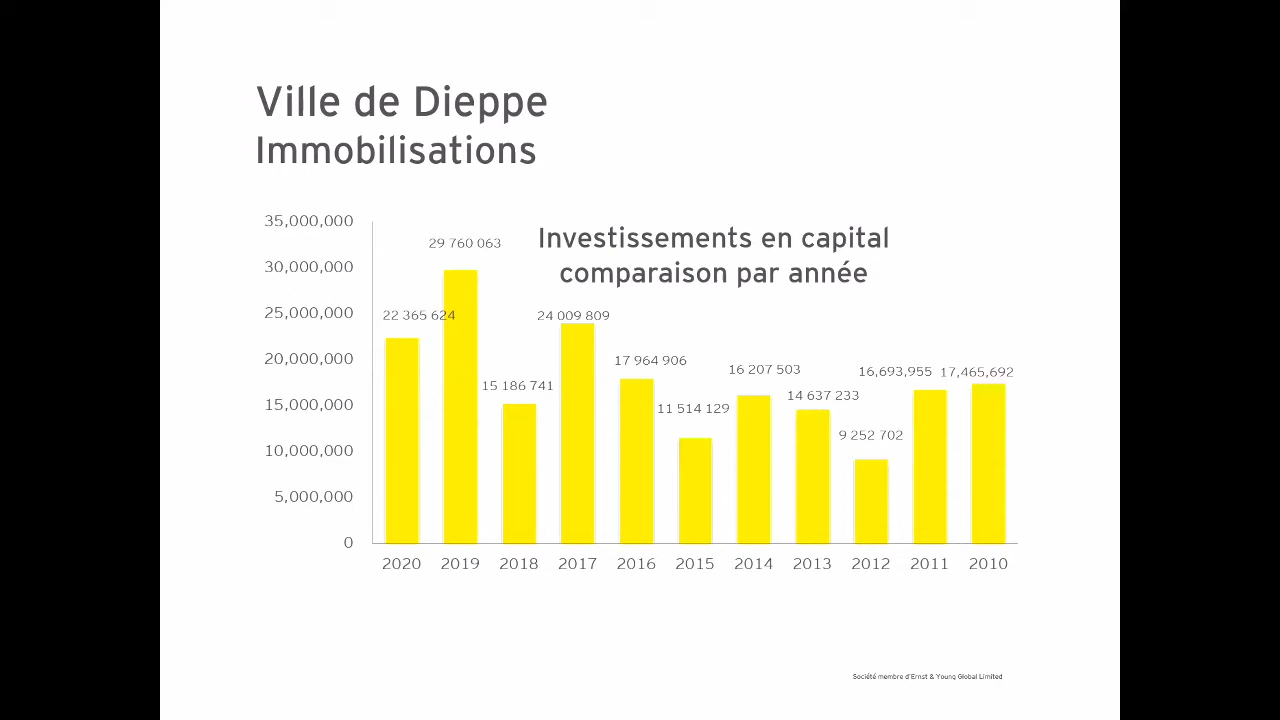 Ville de Dieppe
Immobilisations
Investissements en capital
comparaison par année
35,000,000
30,000,000
25,000,000
20,000,000
15,000,000
10,000,000
5,000,000
0
22 365 624
29 760 063
15 186 741
24 009 809
17 964 906
11 514 129
16 207 503
14 637 233
9 252 702
16,693,955
17,465,692
2020 2019 2018 2017 2016 2015 2014 2013 2012 2011 2010
Société membre d'Ernst & Young Global Limited